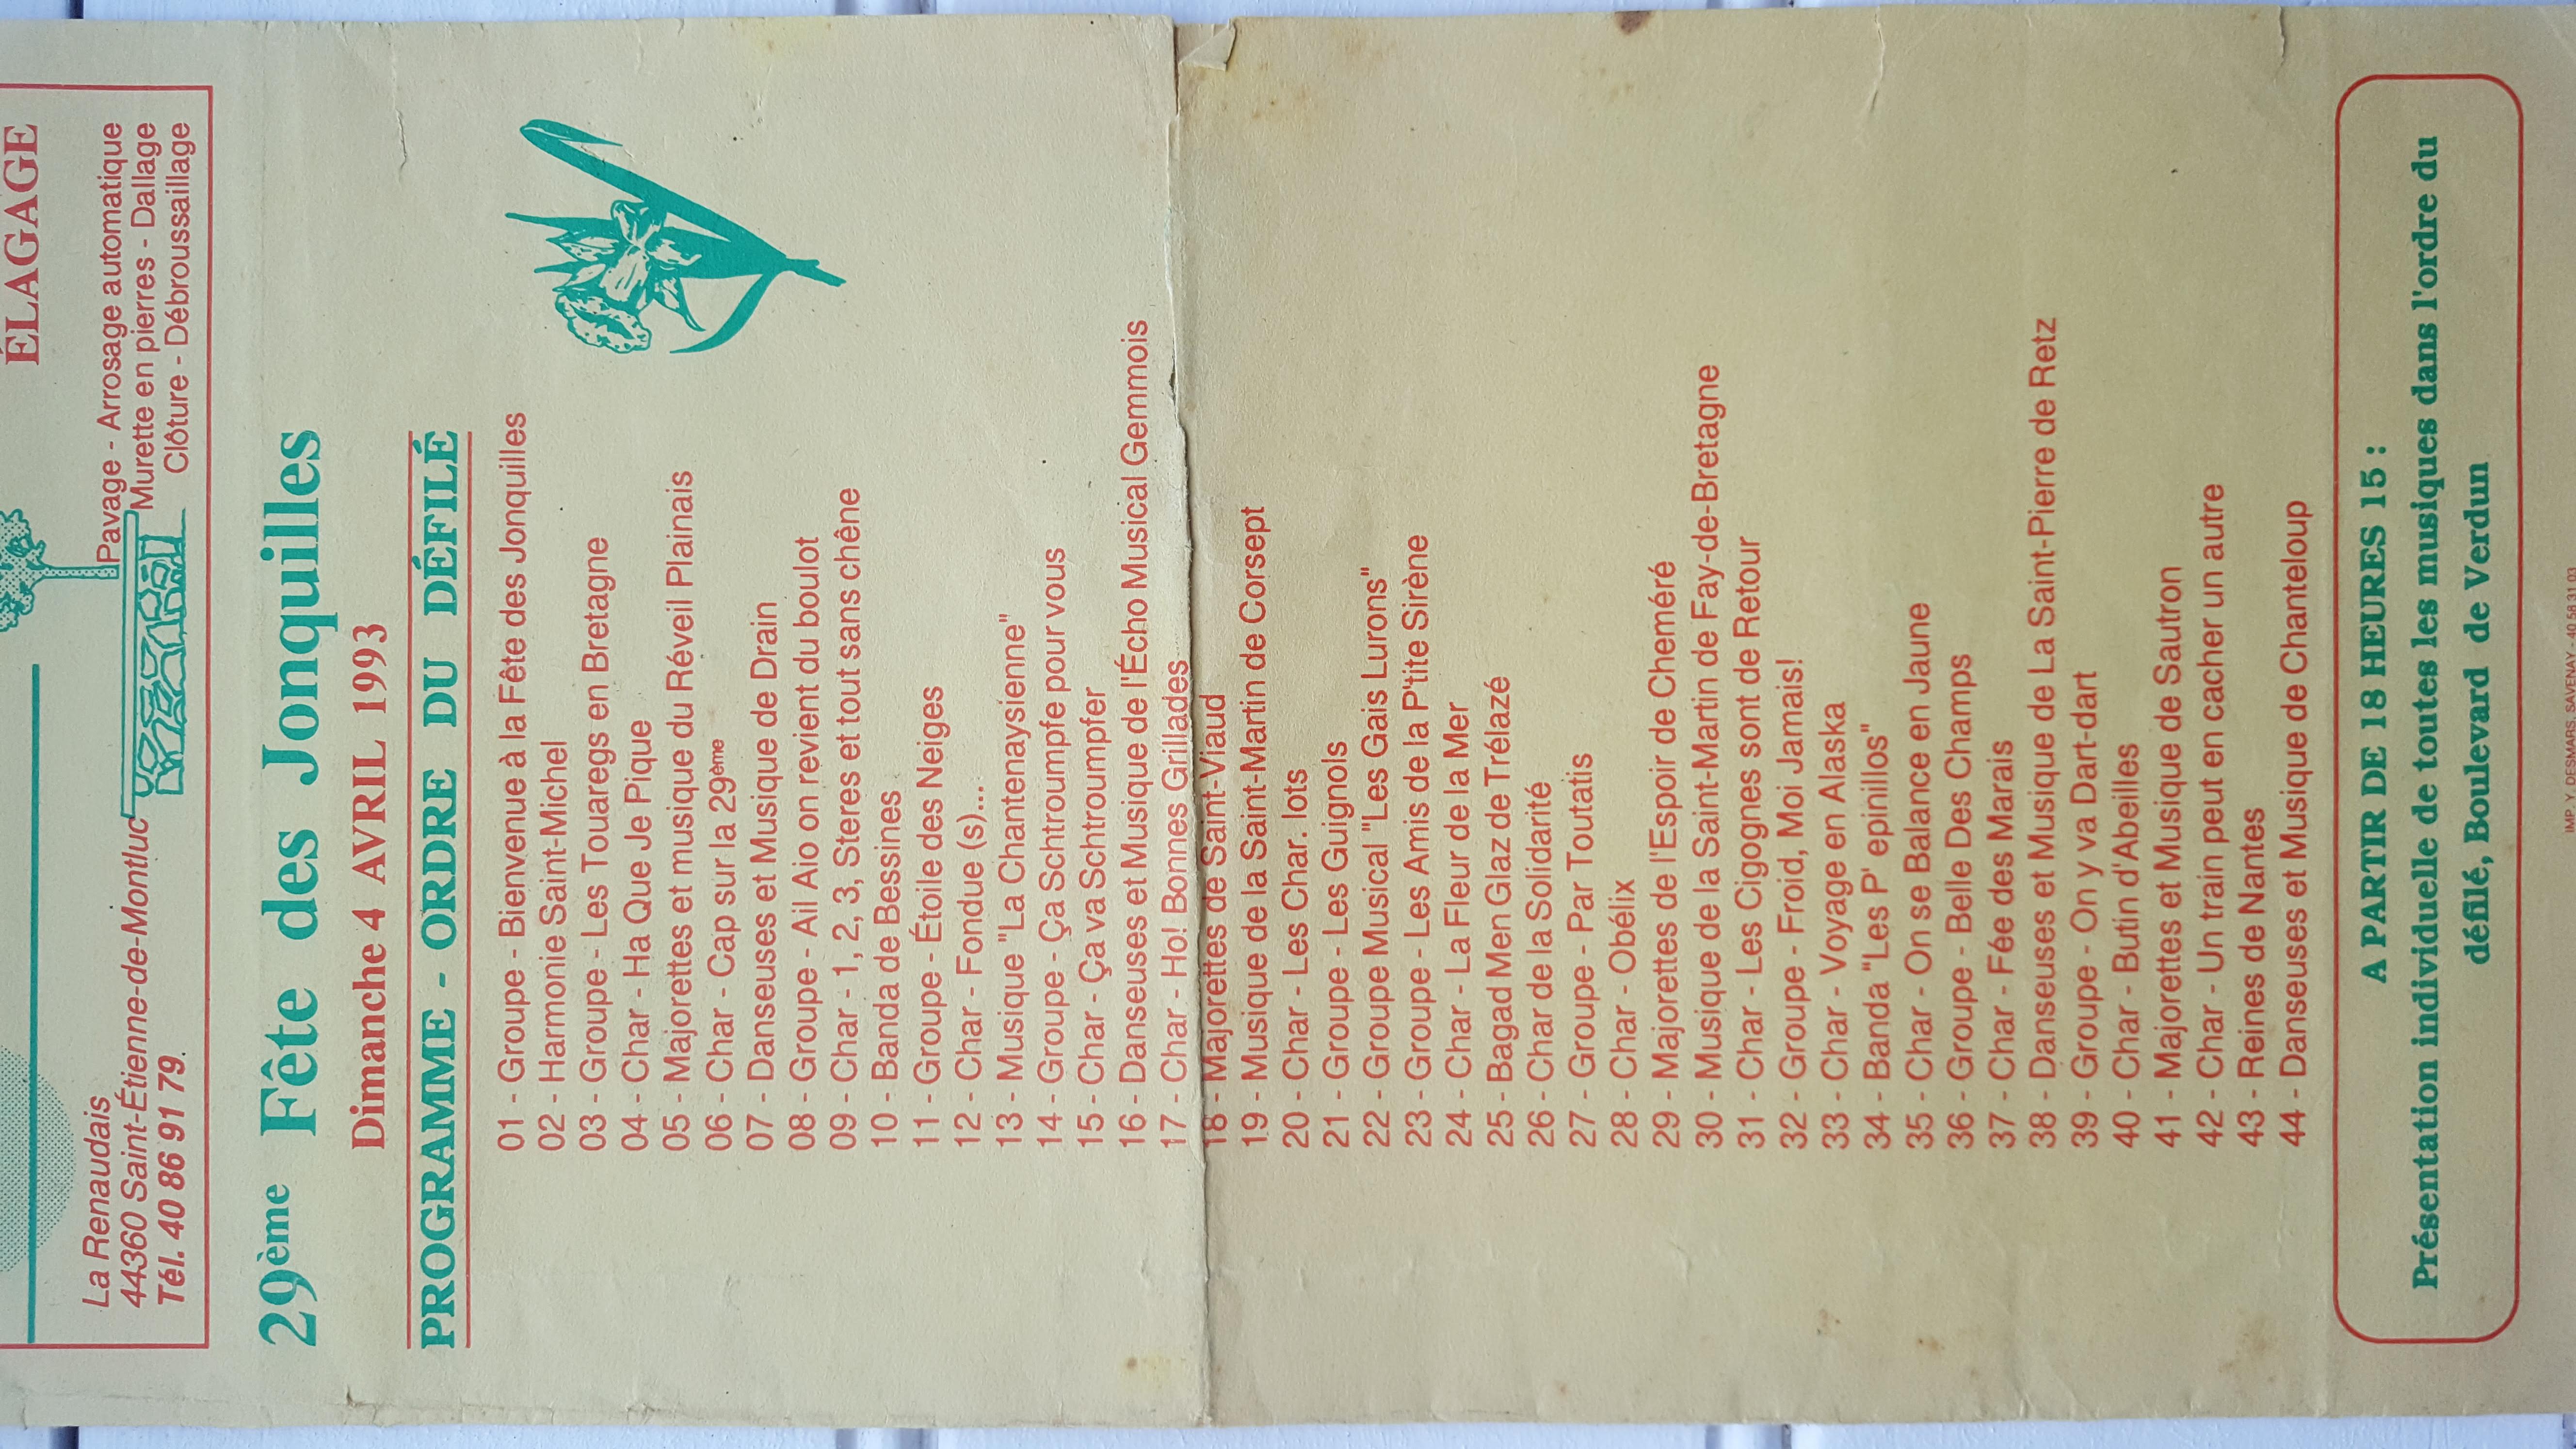 ÉLAGAGE
Pavage - Arrosage automatique
Murette en pierres - Dallage
Clôture - Débroussaillage
La Renaudais
44360 Saint-Étienne-de-Montluc
Tél. 40 86 91 79
29ème Fête des Jonquilles
Dimanche 4 AVRIL 1993
PROGRAMME - ORDRE DU DÉFILÉ
01 - Groupe - Bienvenue à la Fête des Jonquilles
02 - Harmonie Saint-Michel
03 - Groupe - Les Touaregs en Bretagne
04 - Char - Ha Que Je Pique
05 - Majorettes et musique du Réveil Plainais
06 - Char - Cap sur la 29ème
07 - Danseuses et Musique de Drain
08 - Groupe - Ail Aio on revient du boulot
09 - Char - 1, 2, 3, Steres et tout sans chêne
10 - Banda de Bessines
11 - Groupe - Étoile des Neiges
12 - Char - Fondue (s)...
13 - Musique "La Chantenaysienne"
14 - Groupe - Ça Schtroumpfe pour vous
15 - Char - Ça va Schtroumpfer
16 - Danseuses et Musique de l'Écho Musical Gemmois
17 - Char - Ho! Bonnes Grillades
18 - Majorettes de Saint-Viaud
19 - Musique de la Saint-Martin de Corsept
20 - Char - Les Char. lots
21 - Groupe - Les Guignols
22 - Groupe Musical "Les Gais Lurons"
23 - Groupe - Les Amis de la P'tite Sirène
24 - Char - La Fleur de la Mer
25 - Bagad Men Glaz de Trélazé
26 - Char de la Solidarité
27 - Groupe - Par Toutatis
28 - Char - Obélix
29 - Majorettes de l'Espoir de Cheméré
30 - Musique de la Saint-Martin de Fay-de-Bretagne
31 - Char - Les Cigognes sont de Retour
32 - Groupe - Froid, Moi Jamais!
33 - Char - Voyage en Alaska
34 - Banda "Les P' epinillos"
35 - Char - On se Balance en Jaune
36 - Groupe - Belle Des Champs
37 - Char - Fée des Marais
38 - Danseuses et Musique de La Saint-Pierre de Retz
39 - Groupe - On y va Dart-dart
40 - Char - Butin d'Abeilles
41 - Majorettes et Musique de Sautron
42 - Char - Un train peut en cacher un autre
43 - Reines de Nantes
44 - Danseuses et Musique de Chanteloup
A PARTIR DE 18 HEURES 15 :
Présentation individuelle de toutes les musiques dans l'ordre du
défilé, Boulevard de Verdun
IMP. Y. DESMARS, SAVENAY - 40 58 31 03